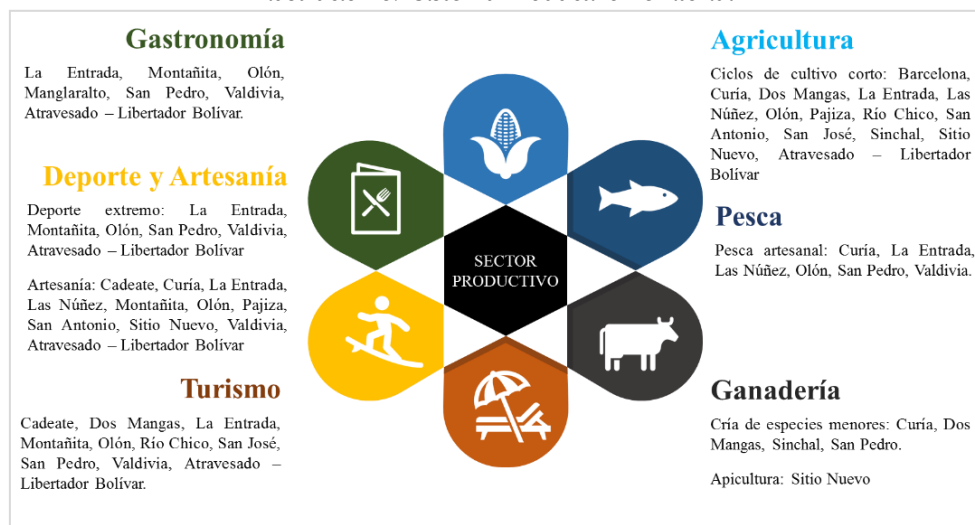 Gastronomía
La Entrada, Montañita, Olón,
Manglaralto, San Pedro, Valdivia,
Atravesado – Libertador Bolívar.
Deporte y Artesanía
Deporte extremo: La Entrada,
Montañita, Olón, San Pedro, Valdivia,
Atravesado – Libertador Bolívar
Artesanía: Cadeate, Curía, La Entrada,
Las Núñez, Montañita, Olón, Pajiza,
San Antonio, Sitio Nuevo, Valdivia,
Atravesado – Libertador Bolívar
Turismo
Cadeate, Dos Mangas, La Entrada,
Montañita, Olón, Río Chico, San José,
San Pedro, Valdivia, Atravesado –
Libertador Bolívar.
SECTOR
PRODUCTIVO
Agricultura
Ciclos de cultivo corto: Barcelona,
Curía, Dos Mangas, La Entrada, Las
Núñez, Olón, Pajiza, Río Chico, San
Antonio, San José, Sinchal, Sitio
Nuevo, Atravesado – Libertador
Bolívar
Pesca
Pesca artesanal: Curía, La Entrada,
Las Núñez, Olón, San Pedro, Valdivia.
Ganadería
Cría de especies menores: Curía, Dos
Mangas, Sinchal, San Pedro.
Apicultura: Sitio Nuevo